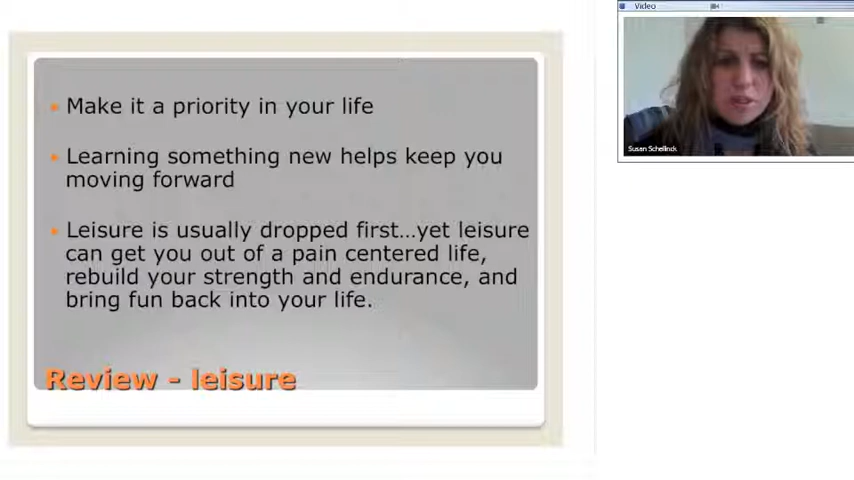 Video
Make it a priority in your life
Learning something new helps keep you
moving forward
Leisure is usually dropped first...yet leisure
can get you out of a pain centered life,
rebuild your strength and endurance, and
bring fun back into your life.
Review - leisure
Susan Schellinck